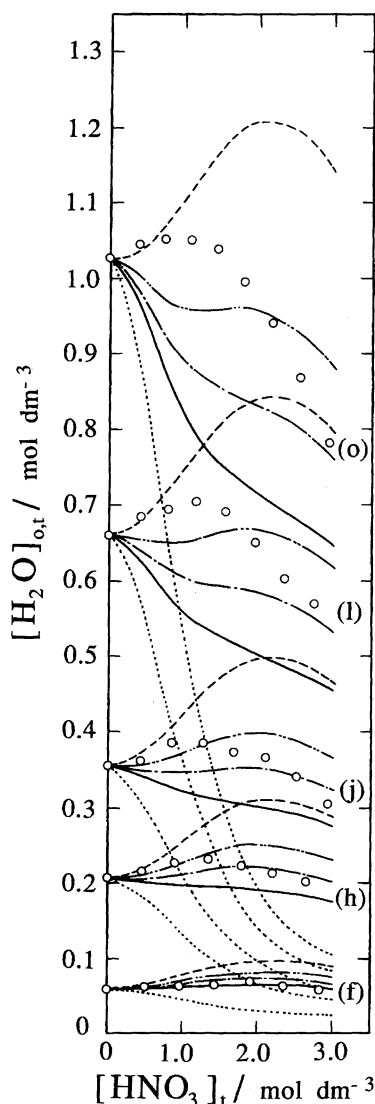 1.3
1.2
1.1
1.0
0.9
0.8
(o)
0.7
0.6
(l)
0.5
0.4
(j)
0.3
0.2
(h)
0.1
(f)
0
0.0 1.0 2.0 3.0
[H₂O]ₒ,ₜ / mol dm⁻³
[HNO₃]ₜ / mol dm⁻³